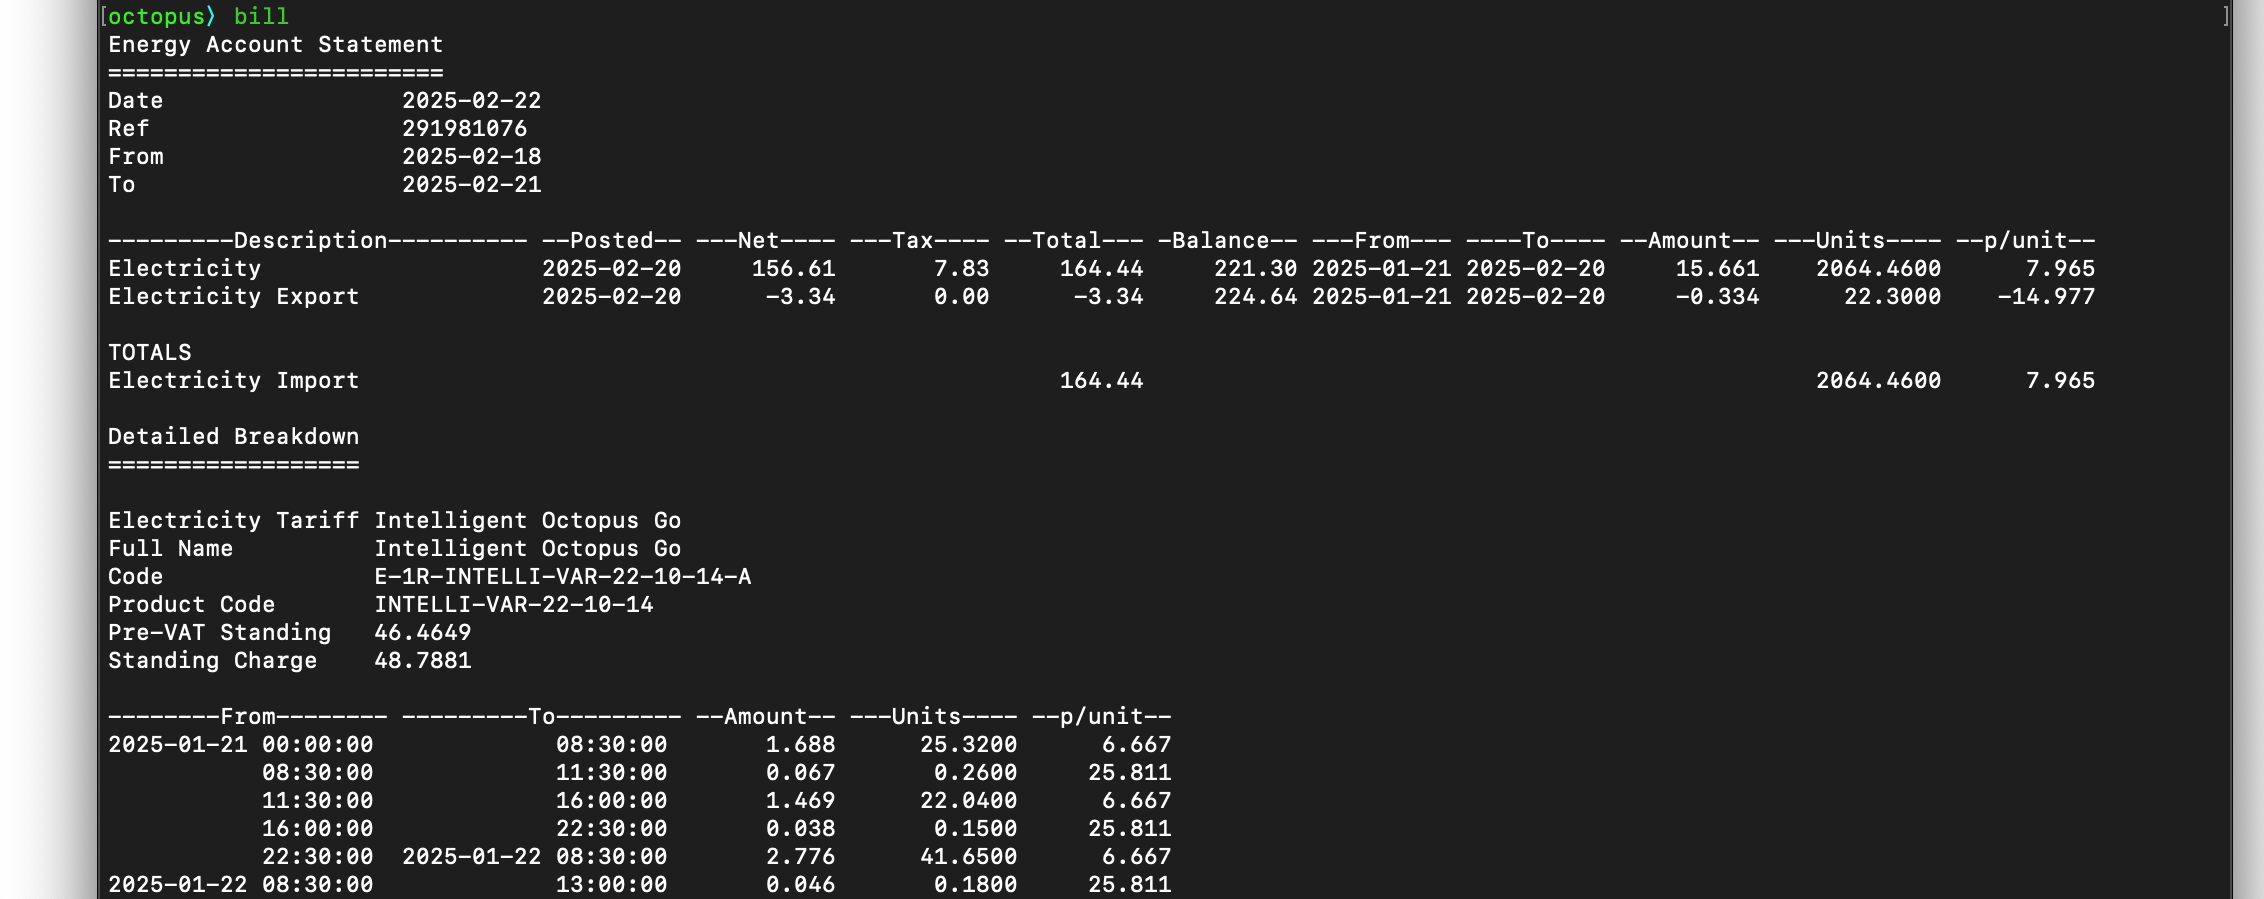 [octopus⟩ bill ]
Energy Account Statement
========================
Date                 2025-02-22
Ref                  291981076
From                 2025-02-18
To                   2025-02-21

---------Description---------- --Posted-- ---Net---- ---Tax---- --Total--- -Balance-- ---From--- ----To---- --Amount-- ---Units---- --p/unit--
Electricity                    2025-02-20     156.61       7.83     164.44     221.30 2025-01-21 2025-02-20     15.661    2064.4600      7.965
Electricity Export             2025-02-20      -3.34       0.00      -3.34     224.64 2025-01-21 2025-02-20     -0.334      22.3000    -14.977

TOTALS
Electricity Import                                                  164.44                                                2064.4600      7.965

Detailed Breakdown
==================

Electricity Tariff Intelligent Octopus Go
Full Name          Intelligent Octopus Go
Code               E-1R-INTELLI-VAR-22-10-14-A
Product Code       INTELLI-VAR-22-10-14
Pre-VAT Standing   46.4649
Standing Charge    48.7881

--------From-------- ---------To--------- --Amount-- ---Units---- --p/unit--
2025-01-21 00:00:00             08:30:00       1.688      25.3200      6.667
           08:30:00             11:30:00       0.067       0.2600     25.811
           11:30:00             16:00:00       1.469      22.0400      6.667
           16:00:00             22:30:00       0.038       0.1500     25.811
           22:30:00  2025-01-22 08:30:00       2.776      41.6500      6.667
2025-01-22 08:30:00             13:00:00       0.046       0.1800     25.811